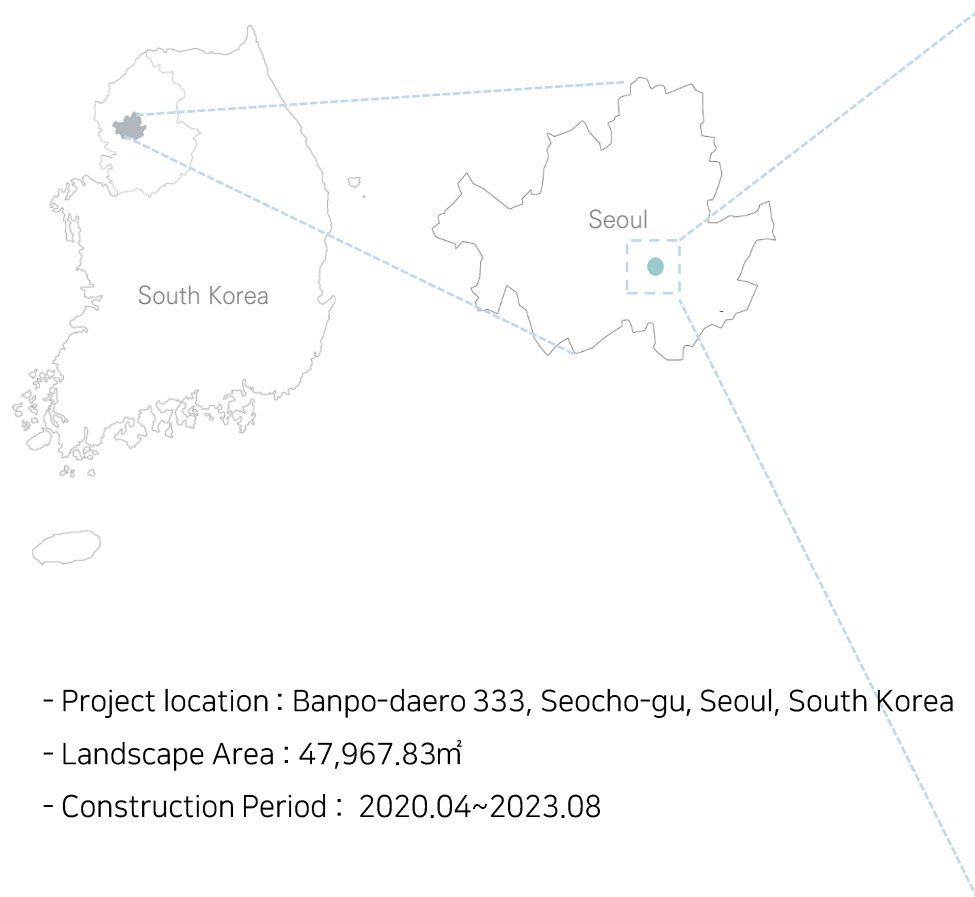 Seoul
South Korea
- Project location : Banpo-daero 333, Seocho-gu, Seoul, South Korea
- Landscape Area : 47,967.83㎡
- Construction Period :  2020.04~2023.08